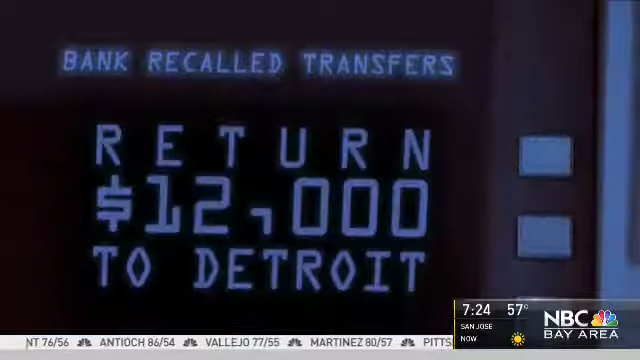 BANK RECALLED TRANSFERS
RETURN
$12,000
TO DETROIT
7:24 57°
SAN JOSE
NOW
NBC
BAY AREA
NT 76/56 ANTIOCH 86/54 VALLEJO 77/55 MARTINEZ 80/57 PITTS